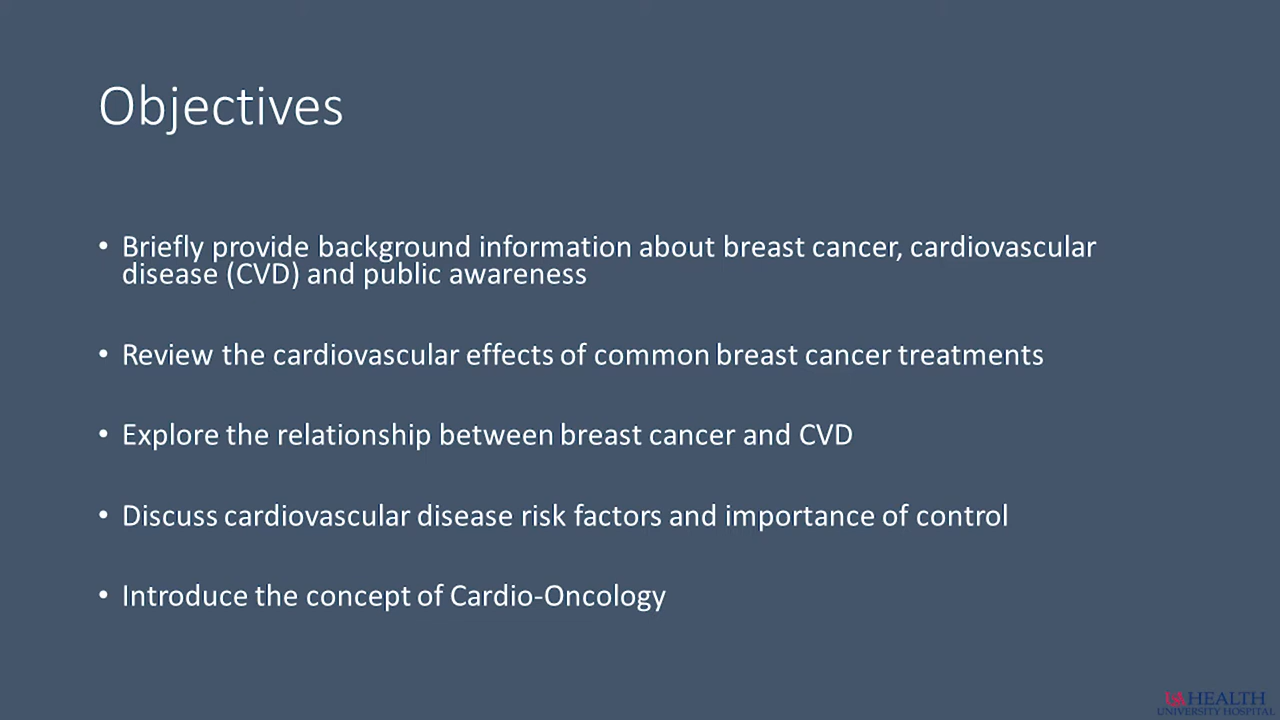 Objectives
• Briefly provide background information about breast cancer, cardiovascular
disease (CVD) and public awareness
• Review the cardiovascular effects of common breast cancer treatments
• Explore the relationship between breast cancer and CVD
• Discuss cardiovascular disease risk factors and importance of control
• Introduce the concept of Cardio-Oncology
USA HEALTH
UNIVERSITY HOSPITAL